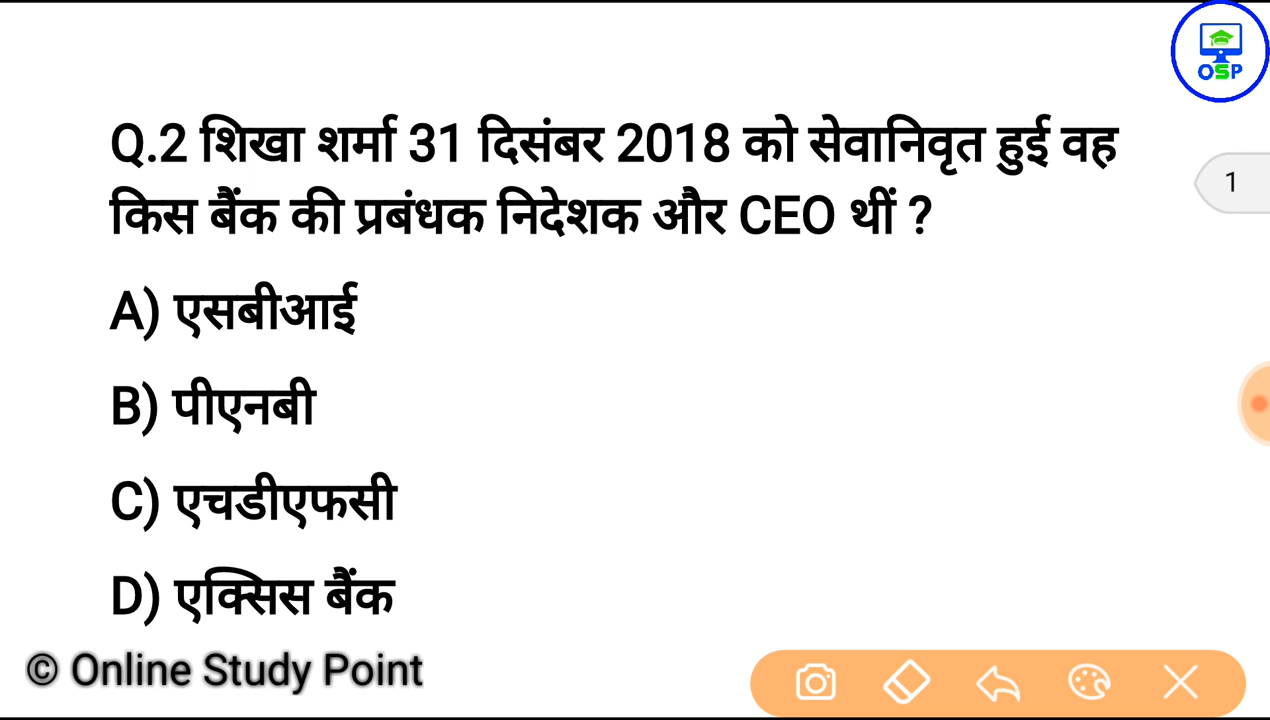 OSP
Q.2 शिखा शर्मा 31 दिसंबर 2018 को सेवानिवृत हुई वह
1
किस बैंक की प्रबंधक निदेशक और CEO थीं ?
A) एसबीआई
B) पीएनबी
C) एचडीएफसी
D) एक्सिस बैंक
© Online Study Point